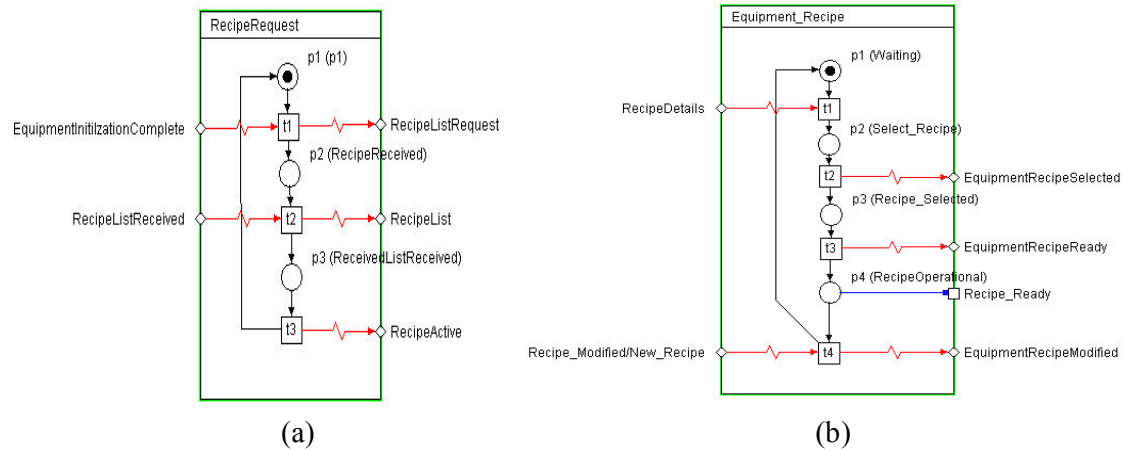 RecipeRequest
p1 (p1)
EquipmentInitilzationComplete
t1
RecipeListRequest
p2 (RecipeReceived)
RecipeListReceived
t2
RecipeList
p3 (ReceivedListReceived)
t3
RecipeActive
(a)
Equipment_Recipe
p1 (Waiting)
RecipeDetails
t1
p2 (Select_Recipe)
t2
EquipmentRecipeSelected
p3 (Recipe_Selected)
t3
EquipmentRecipeReady
p4 (RecipeOperational)
Recipe_Ready
Recipe_Modified/New_Recipe
t4
EquipmentRecipeModified
(b)